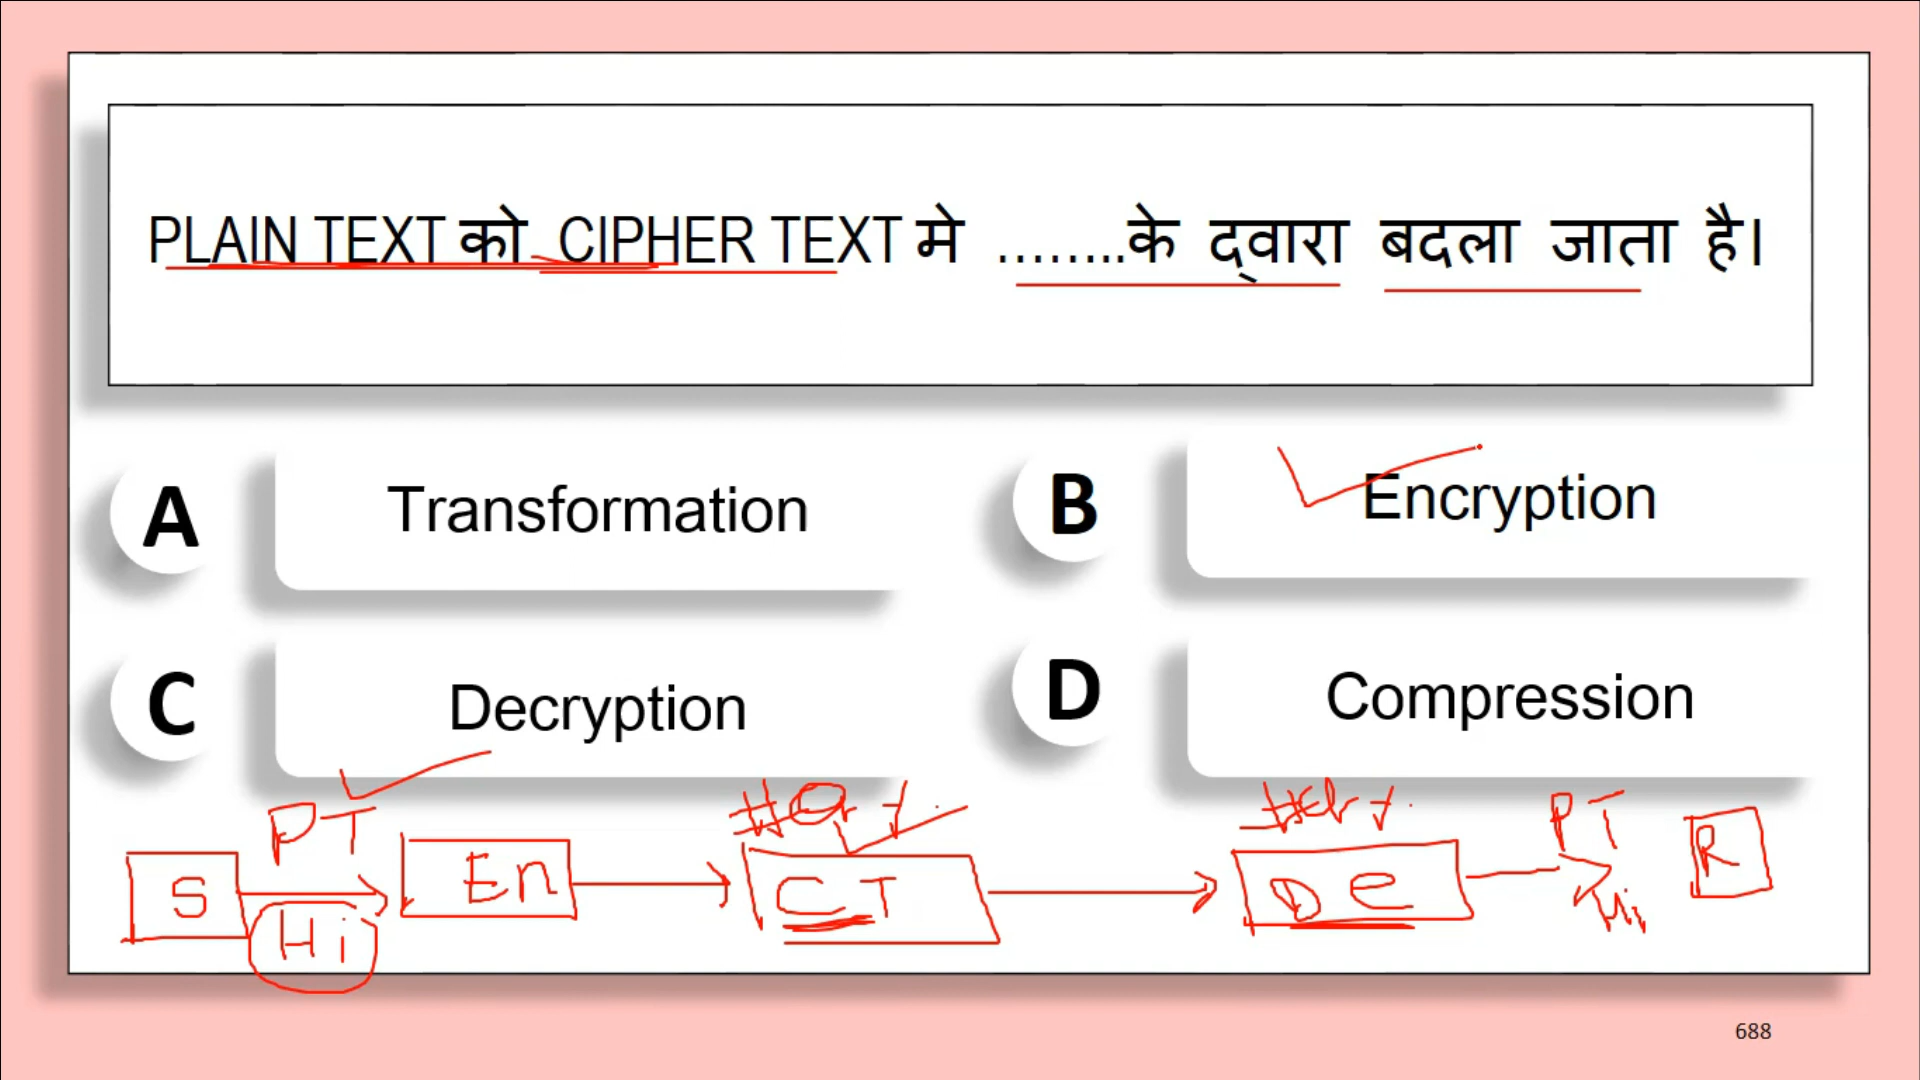 PLAIN TEXT को CIPHER TEXT मे ........के द्वारा बदला जाता है।
A Transformation
B Encryption
C Decryption
D Compression
PT
PT
S En CT DE R
Hi Hi
688